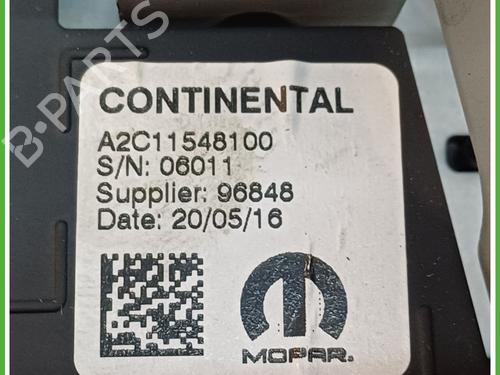 B-PARTS
CONTINENTAL
A2C11548100
S/N: 06011
Supplier: 96848
Date: 20/05/16
MOPAR.